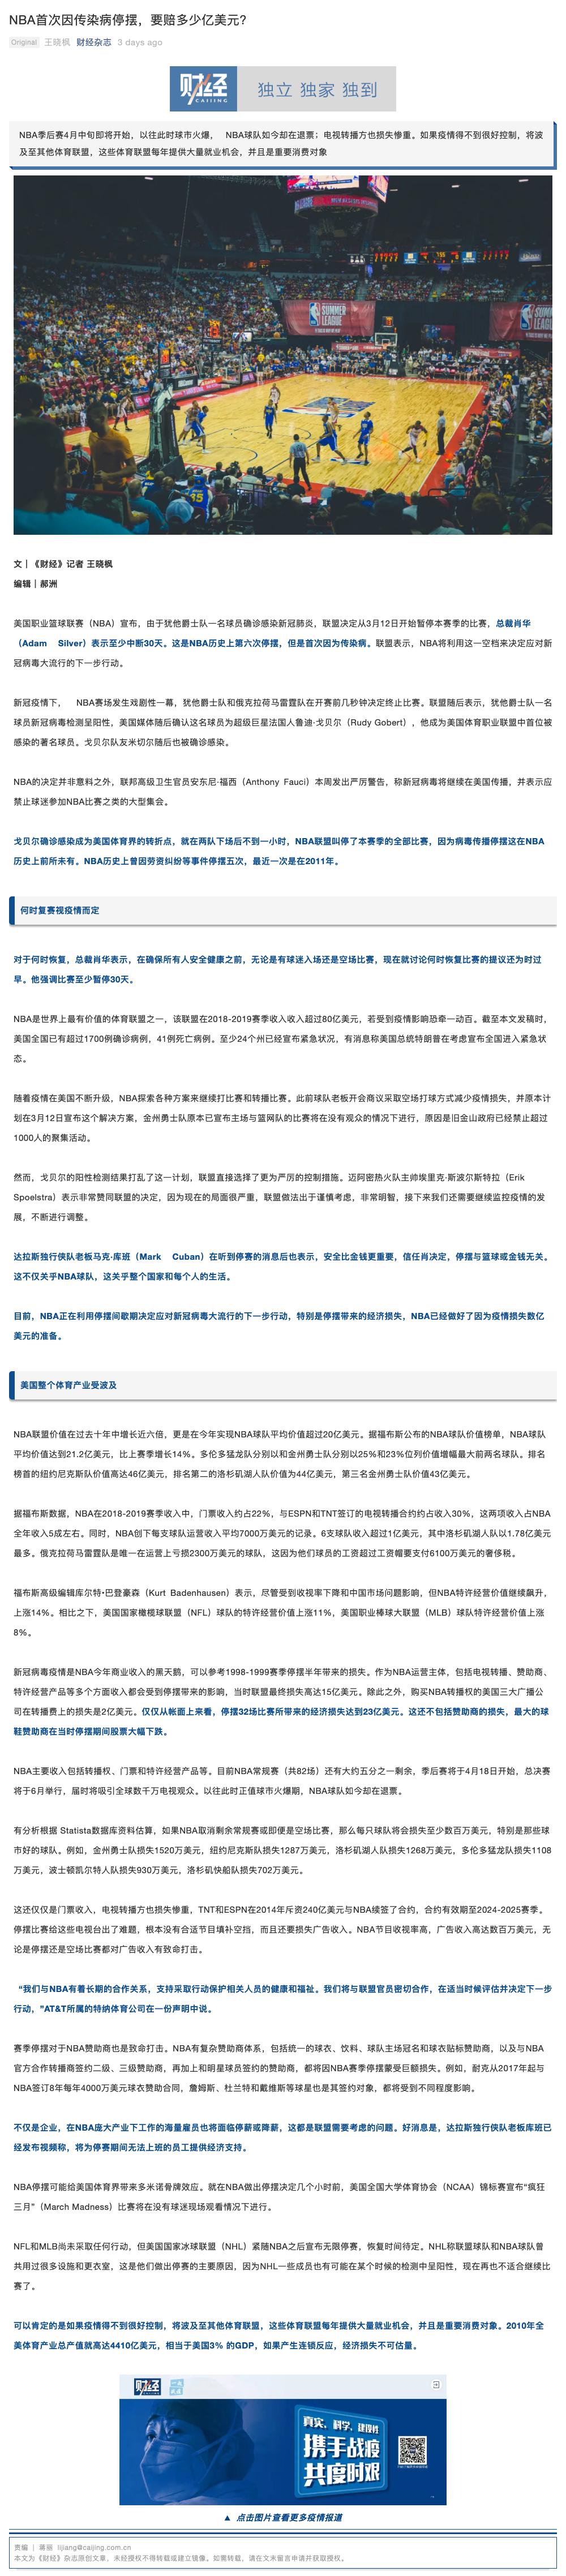 NBA首次因传染病停摆，要赔多少亿美元?
Original 王晓枫 财经杂志 3 days ago
财经
CAIJING
独立 独家 独到
NBA季后赛4月中旬即将开始，以往此时球市火爆， NBA球队如今却在退票；电视转播方也损失惨重。如果疫情得不到很好控制，将波
及至其他体育联盟，这些体育联盟每年提供大量就业机会，并且是重要消费对象
SUMMER
LEAGUE
文｜《财经》记者 王晓枫
编辑｜郝洲
美国职业篮球联赛（NBA）宣布，由于犹他爵士队一名球员确诊感染新冠肺炎，联盟决定从3月12日开始暂停本赛季的比赛，总裁肖华
（Adam Silver）表示至少中断30天。这是NBA历史上第六次停摆，但是首次因为传染病。联盟表示，NBA将利用这一空档来决定应对新
冠病毒大流行的下一步行动。
新冠疫情下， NBA赛场发生戏剧性一幕，犹他爵士队和俄克拉荷马雷霆队在开赛前几秒钟决定终止比赛。联盟随后表示，犹他爵士队一名
球员新冠病毒检测呈阳性，美国媒体随后确认这名球员为超级巨星法国人鲁迪·戈贝尔（Rudy Gobert），他成为美国体育职业联盟中首位被
感染的著名球员。戈贝尔队友米切尔随后也被确诊感染。
NBA的决定并非意料之外，联邦高级卫生官员安东尼·福西（Anthony Fauci）本周发出严厉警告，称新冠病毒将继续在美国传播，并表示应
禁止球迷参加NBA比赛之类的大型集会。
戈贝尔确诊感染成为美国体育界的转折点，就在两队下场后不到一小时，NBA联盟叫停了本赛季的全部比赛，因为病毒传播停摆这在NBA
历史上前所未有。NBA历史上曾因劳资纠纷等事件停摆五次，最近一次是在2011年。
何时复赛视疫情而定
对于何时恢复，总裁肖华表示，在确保所有人安全健康之前，无论是有球迷入场还是空场比赛，现在就讨论何时恢复比赛的提议还为时过
早。他强调比赛至少暂停30天。
NBA是世界上最有价值的体育联盟之一，该联盟在2018-2019赛季收入收入超过80亿美元，若受到疫情影响恐牵一动百。截至本文发稿时，
美国全国已有超过1700例确诊病例，41例死亡病例。至少24个州已经宣布紧急状况，有消息称美国总统特朗普在考虑宣布全国进入紧急状
态。
随着疫情在美国不断升级，NBA探索各种方案来继续打比赛和转播比赛。此前球队老板开会商议采取空场打球方式减少疫情损失，并原本计
划在3月12日宣布这个解决方案，金州勇士队原本已宣布主场与篮网队的比赛将在没有观众的情况下进行，原因是旧金山政府已经禁止超过
1000人的聚集活动。
然而，戈贝尔的阳性检测结果打乱了这一计划，联盟直接选择了更为严厉的控制措施。迈阿密热火队主帅埃里克·斯波尔斯特拉（Erik
Spoelstra）表示非常赞同联盟的决定，因为现在的局面很严重，联盟做法出于谨慎考虑，非常明智，接下来我们还需要继续监控疫情的发
展，不断进行调整。
达拉斯独行侠队老板马克·库班（Mark Cuban）在听到停赛的消息后也表示，安全比金钱更重要，信任肖决定，停摆与篮球或金钱无关。
这不仅关乎NBA球队，这关乎整个国家和每个人的生活。
目前，NBA正在利用停摆间歇期决定应对新冠病毒大流行的下一步行动，特别是停摆带来的经济损失，NBA已经做好了因为疫情损失数亿
美元的准备。
美国整个体育产业受波及
NBA联盟价值在过去十年中增长近六倍，更是在今年实现NBA球队平均价值超过20亿美元。据福布斯公布的NBA球队价值榜单，NBA球队
平均价值达到21.2亿美元，比上赛季增长14%。多伦多猛龙队分别以和金州勇士队分别以25%和23%位列价值增幅最大前两名球队。排名
榜首的纽约尼克斯队价值高达46亿美元，排名第二的洛杉矶湖人队价值为44亿美元，第三名金州勇士队价值43亿美元。
据福布斯数据，NBA在2018-2019赛季收入中，门票收入约占22%，与ESPN和TNT签订的电视转播合约约占收入30%，这两项收入占NBA
全年收入5成左右。同时，NBA创下每支球队运营收入平均7000万美元的记录。6支球队收入超过1亿美元，其中洛杉矶湖人队以1.78亿美元
最多。俄克拉荷马雷霆队是唯一在运营上亏损2300万美元的球队，这因为他们球员的工资超过工资帽要支付6100万美元的奢侈税。
福布斯高级编辑库尔特·巴登豪森（Kurt Badenhausen）表示，尽管受到收视率下降和中国市场问题影响，但NBA特许经营价值继续飙升，
上涨14%。相比之下，美国国家橄榄球联盟（NFL）球队的特许经营价值上涨11%，美国职业棒球大联盟（MLB）球队特许经营价值上涨
8%。
新冠病毒疫情是NBA今年商业收入的黑天鹅，可以参考1998-1999赛季停摆半年带来的损失。作为NBA运营主体，包括电视转播、赞助商、
特许经营产品等多个方面收入都会受到停摆带来的影响，当时联盟最终损失高达15亿美元。除此之外，购买NBA转播权的美国三大广播公
司在转播费上的损失是2亿美元。仅仅从帐面上来看，停摆32场比赛所带来的经济损失达到23亿美元。这还不包括赞助商的损失，最大的球
鞋赞助商在当时停摆期间股票大幅下跌。
NBA主要收入包括转播权、门票和特许经营产品等。目前NBA常规赛（共82场）还有大约五分之一剩余，季后赛将于4月18日开始，总决赛
将于6月举行，届时将吸引全球数千万电视观众。以往此时正值球市火爆期，NBA球队如今却在退票。
有分析根据 Statista数据库资料估算，如果NBA取消剩余常规赛或即便是空场比赛，那么每只球队将会损失至少数百万美元，特别是那些球
市好的球队。例如，金州勇士队损失1520万美元，纽约尼克斯队损失1287万美元，洛杉矶湖人队损失1268万美元，多伦多猛龙队损失1108
万美元，波士顿凯尔特人队损失930万美元，洛杉矶快船队损失702万美元。
这还仅仅是门票收入，电视转播方也损失惨重，TNT和ESPN在2014年斥资240亿美元与NBA续签了合约，合约有效期至2024-2025赛季。
停摆比赛给这些电视台出了难题，根本没有合适节目填补空挡，而且还要损失广告收入。NBA节目收视率高，广告收入高达数百万美元，无
论是停摆还是空场比赛都对广告收入有致命打击。
“我们与NBA有着长期的合作关系，支持采取行动保护相关人员的健康和福祉。我们将与联盟官员密切合作，在适当时候评估并决定下一步
行动，”AT&T所属的特纳体育公司在一份声明中说。
赛季停摆对于NBA赞助商也是致命打击。NBA有复杂赞助商体系，包括统一的球衣、饮料、球队主场冠名和球衣贴标赞助商，以及与NBA
官方合作转播商签约二级、三级赞助商，再加上和明星球员签约的赞助商，都将因NBA赛季停摆蒙受巨额损失。例如，耐克从2017年起与
NBA签订8年每年4000万美元球衣赞助合同，詹姆斯、杜兰特和戴维斯等球星也是其签约对象，都将受到不同程度影响。
不仅是企业，在NBA庞大产业下工作的海量雇员也将面临停薪或降薪，这都是联盟需要考虑的问题。好消息是，达拉斯独行侠队老板库班已
经发布视频称，将为停赛期间无法上班的员工提供经济支持。
NBA停摆可能给美国体育界带来多米诺骨牌效应。就在NBA做出停摆决定几个小时前，美国全国大学体育协会（NCAA）锦标赛宣布“疯狂
三月”（March Madness）比赛将在没有球迷现场观看情况下进行。
NFL和MLB尚未采取任何行动，但美国国家冰球联盟（NHL）紧随NBA之后宣布无限停赛，恢复时间待定。NHL称联盟球队和NBA球队曾
共用过很多设施和更衣室，这是他们做出停赛的主要原因，因为NHL一些成员也有可能在某个时候的检测中呈阳性，现在再也不适合继续比
赛了。
可以肯定的是如果疫情得不到很好控制，将波及至其他体育联盟，这些体育联盟每年提供大量就业机会，并且是重要消费对象。2010年全
美体育产业总产值就高达4410亿美元，相当于美国3% 的GDP，如果产生连锁反应，经济损失不可估量。
财经
真实、科学、建设性
携手战疫
共度时艰
▲ 点击图片查看更多疫情报道
责编 | 蒋丽 lijiang@caijing.com.cn
本文为《财经》杂志原创文章，未经授权不得转载或建立镜像。如需转载，请在文末留言申请并获取授权。